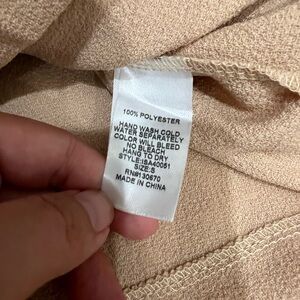 100% POLYESTER
HAND WASH COLD
WATER SEPARATELY
COLOR WILL BLEED
NO BLEACH
HANG TO DRY
STYLE:ISA40051
SIZE:S
RN#130670
MADE IN CHINA